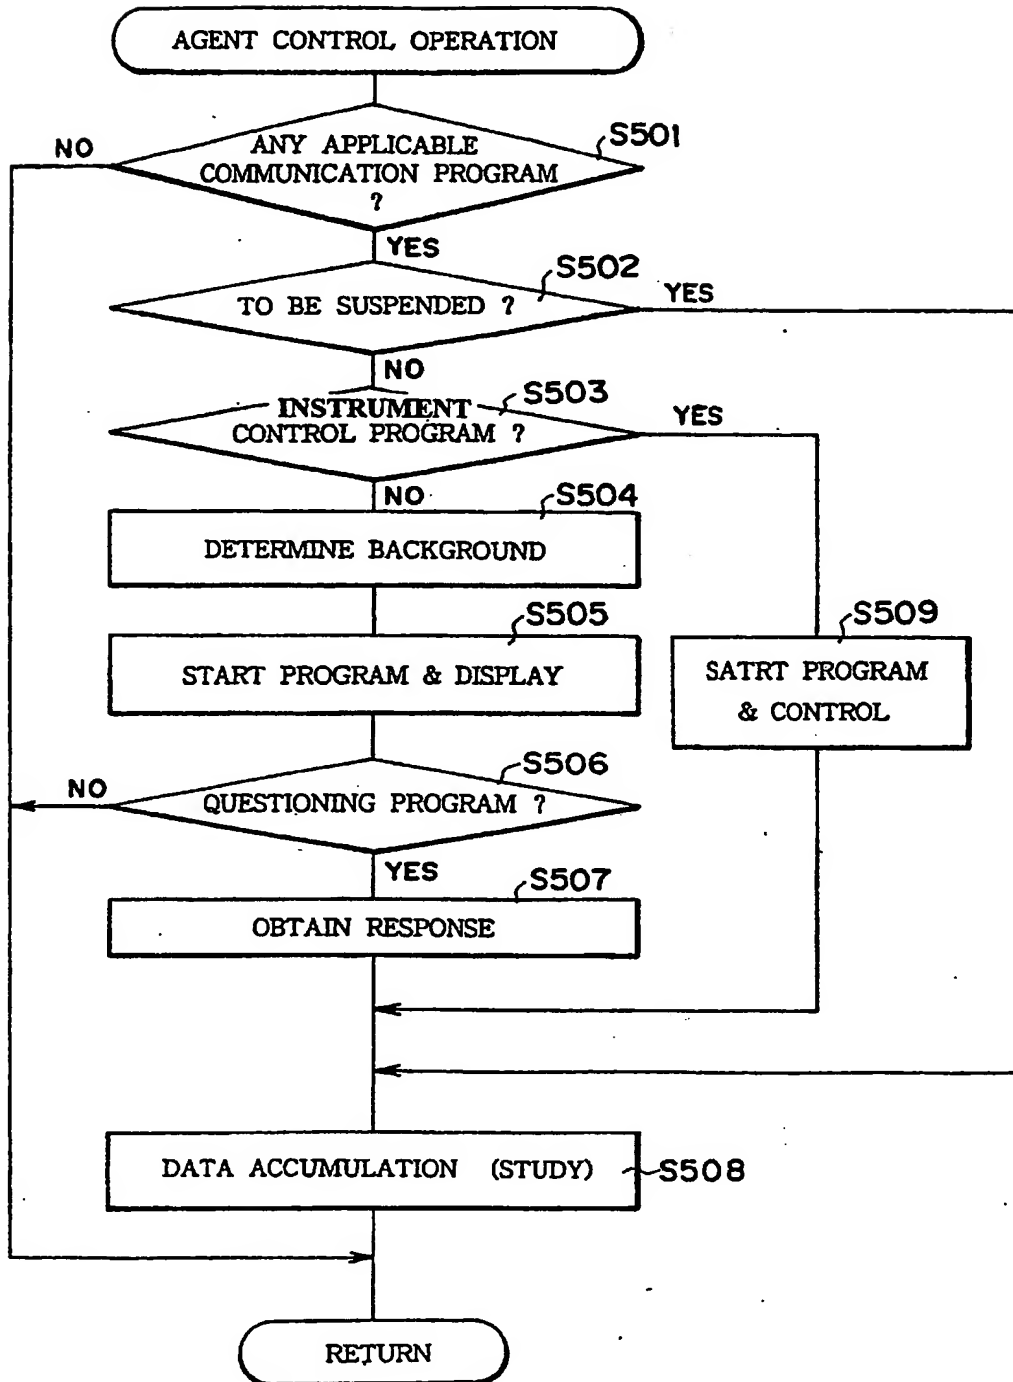 AGENT CONTROL OPERATION
S501
NO
ANY APPLICABLE
COMMUNICATION PROGRAM
?
YES
S502
TO BE SUSPENDED ?
YES
NO
S503
INSTRUMENT
CONTROL PROGRAM ?
YES
NO
S504
DETERMINE BACKGROUND
S505
START PROGRAM & DISPLAY
S509
SATRT PROGRAM
& CONTROL
S506
NO
QUESTIONING PROGRAM ?
YES
S507
OBTAIN RESPONSE
DATA ACCUMULATION (STUDY)
S508
RETURN